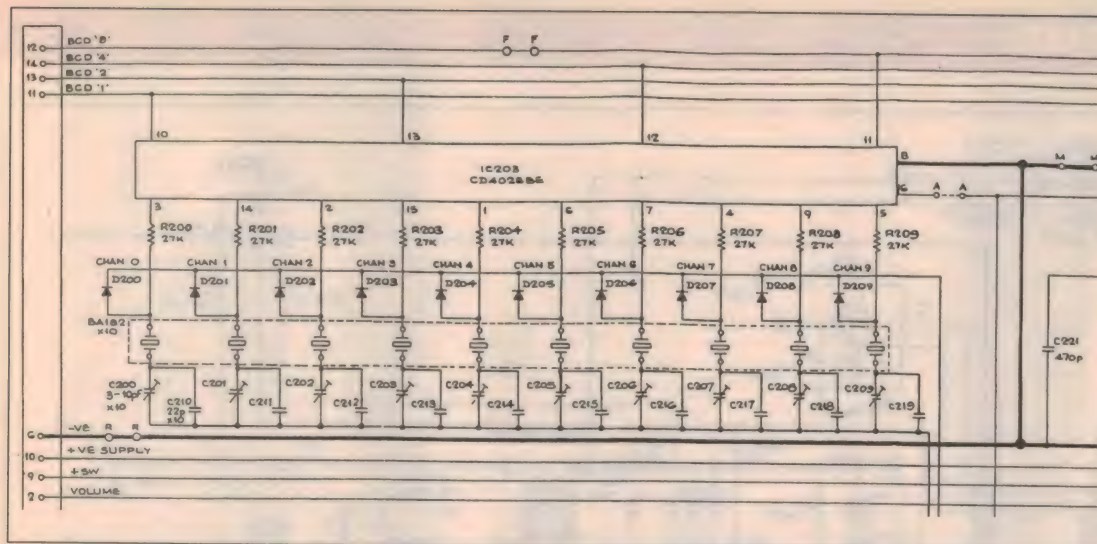 BCD '8'
12 F F
BCD '4'
14
BCD '2'
13
BCD '1'
11
10 13 12 11
IC203
CD4028BE
8 M M
16 A A
3 14 2 15 1 6 7 4 9 5
R200 R201 R202 R203 R204 R205 R206 R207 R208 R209
27K 27K 27K 27K 27K 27K 27K 27K 27K 27K
CHAN 0 CHAN 1 CHAN 2 CHAN 3 CHAN 4 CHAN 5 CHAN 6 CHAN 7 CHAN 8 CHAN 9
D200 D201 D202 D203 D204 D205 D206 D207 D208 D209
BA182
X10
C221
470p
C200 C201 C202 C203 C204 C205 C206 C207 C208 C209
3-10pF
X10
C210 C211 C212 C213 C214 C215 C216 C217 C218 C219
22p
X10
6 -VE R R
10 +VE SUPPLY
9 +SW
2 VOLUME